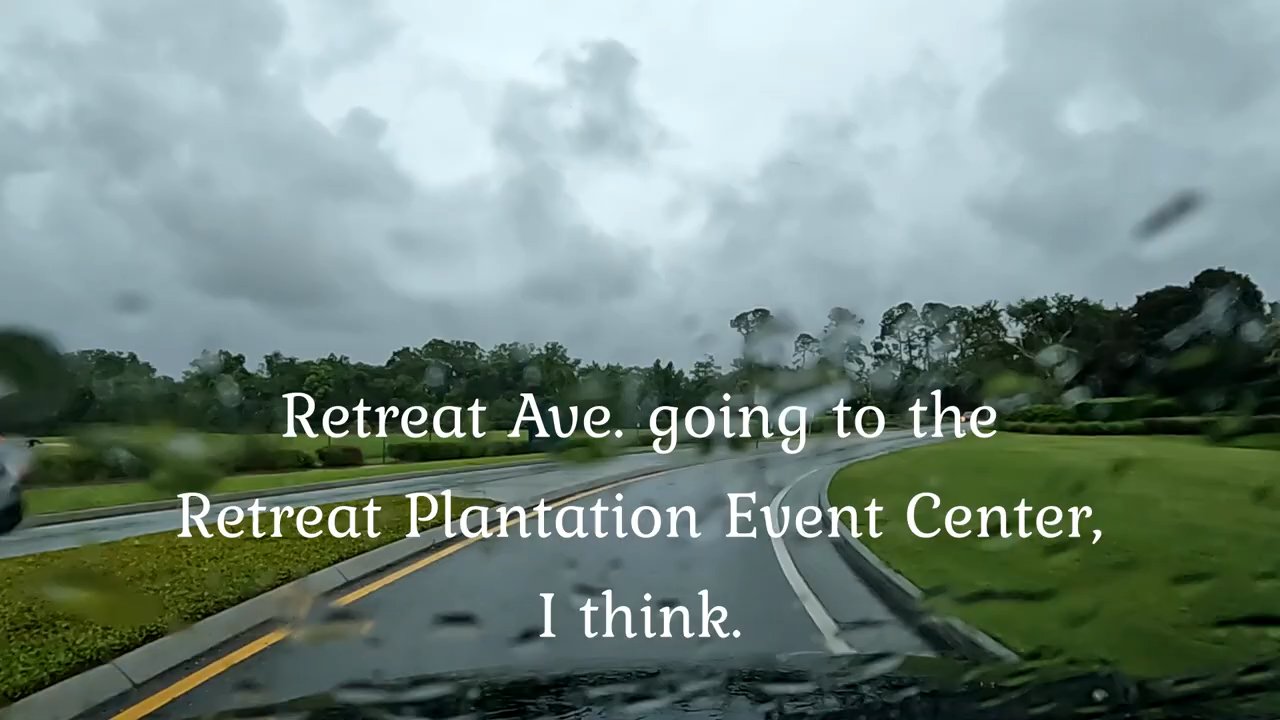 Retreat Ave. going to the
Retreat Plantation Event Center,
I think.